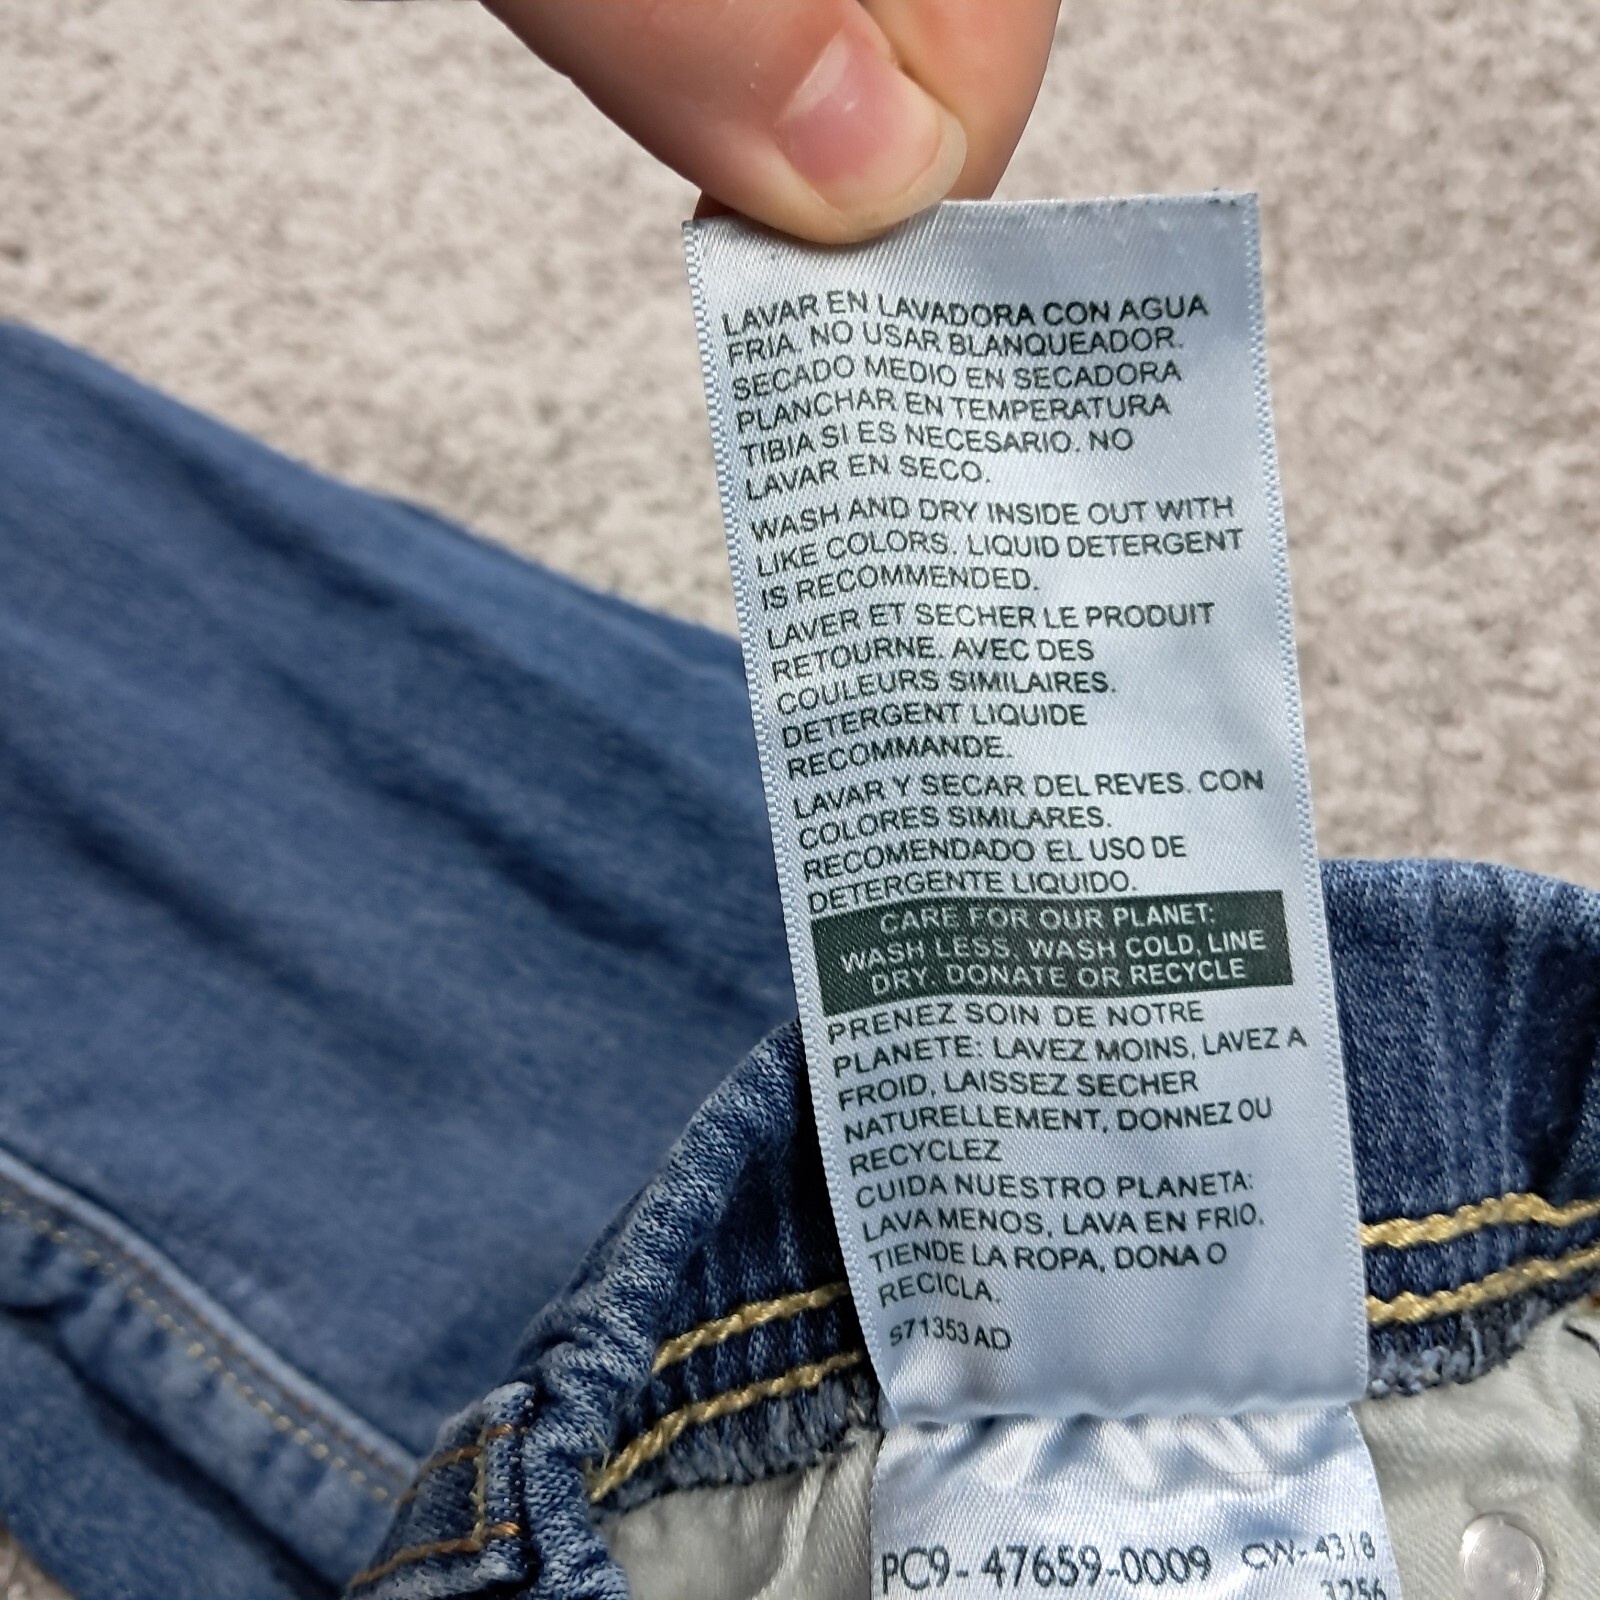 LAVAR EN LAVADORA CON AGUA
FRIA. NO USAR BLANQUEADOR.
SECADO MEDIO EN SECADORA
PLANCHAR EN TEMPERATURA
TIBIA SI ES NECESARIO. NO
LAVAR EN SECO.
WASH AND DRY INSIDE OUT WITH
LIKE COLORS. LIQUID DETERGENT
IS RECOMMENDED.
LAVER ET SECHER LE PRODUIT
RETOURNE. AVEC DES
COULEURS SIMILAIRES.
DETERGENT LIQUIDE
RECOMMANDE.
LAVAR Y SECAR DEL REVES. CON
COLORES SIMILARES.
RECOMENDADO EL USO DE
DETERGENTE LIQUIDO.
CARE FOR OUR PLANET:
WASH LESS, WASH COLD, LINE
DRY, DONATE OR RECYCLE
PRENEZ SOIN DE NOTRE
PLANETE: LAVEZ MOINS, LAVEZ A
FROID, LAISSEZ SECHER
NATURELLEMENT, DONNEZ OU
RECYCLEZ
CUIDA NUESTRO PLANETA:
LAVA MENOS, LAVA EN FRIO,
TIENDE LA ROPA, DONA O
RECICLA.
S71353 AD
PC9-47659-0009 CW-4318
3256